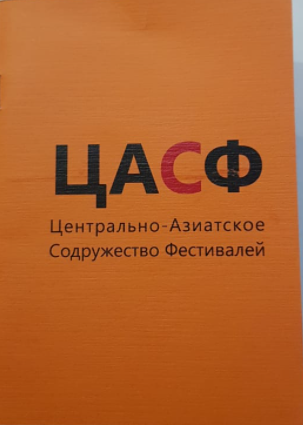 ЦАСФ
Центрально-Азиатское
Содружество Фестивалей